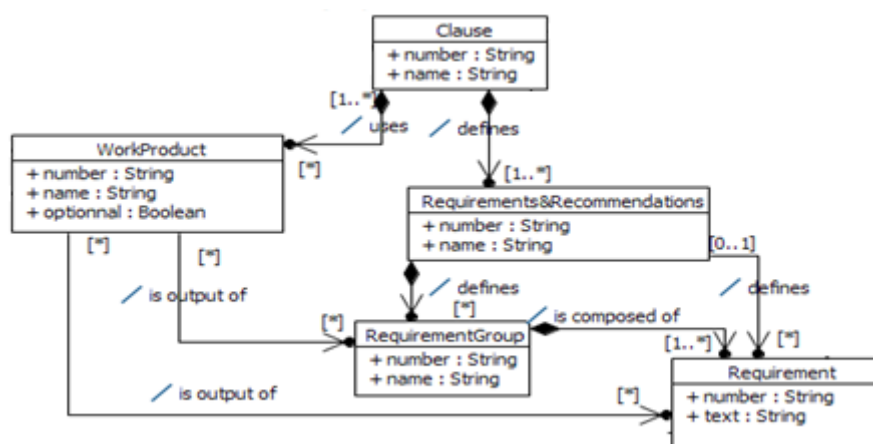 Clause
+ number : String
+ name : String
[1..*]
uses
defines
WorkProduct
[*]
+ number : String
+ name : String
+ optionnal : Boolean
[1..*]
Requirements&Recommendations
+ number : String
+ name : String
[*]
[*]
[0..1]
is output of
defines
defines
[*]
is composed of
[*]
RequirementGroup
+ number : String
+ name : String
[1..*]
[*]
Requirement
+ number : String
+ text : String
is output of
[*]